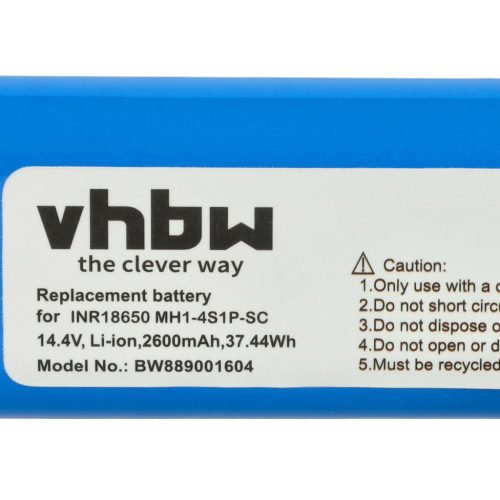 vhbw
the clever way
Replacement battery
for INR18650 MH1-4S1P-SC
14.4V, Li-ion,2600mAh,37.44Wh
Model No.: BW889001604
Caution:
1.Only use with a
2.Do not short
3.Do not dispose
4.Do not open or
5.Must be recycled